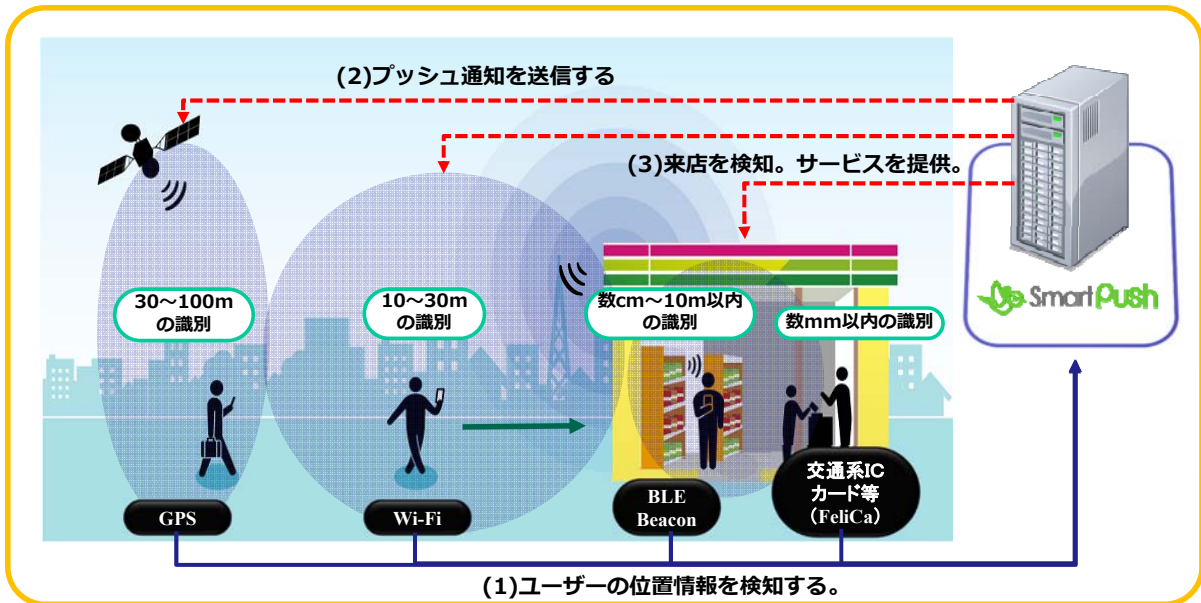 (2)プッシュ通知を送信する
(3)来店を検知。サービスを提供。
30～100m
の識別
10～30m
の識別
数cm～10m以内
の識別
数mm以内の識別
SmartPush
GPS
Wi-Fi
BLE
Beacon
交通系IC
カード等
（FeliCa）
(1)ユーザーの位置情報を検知する。